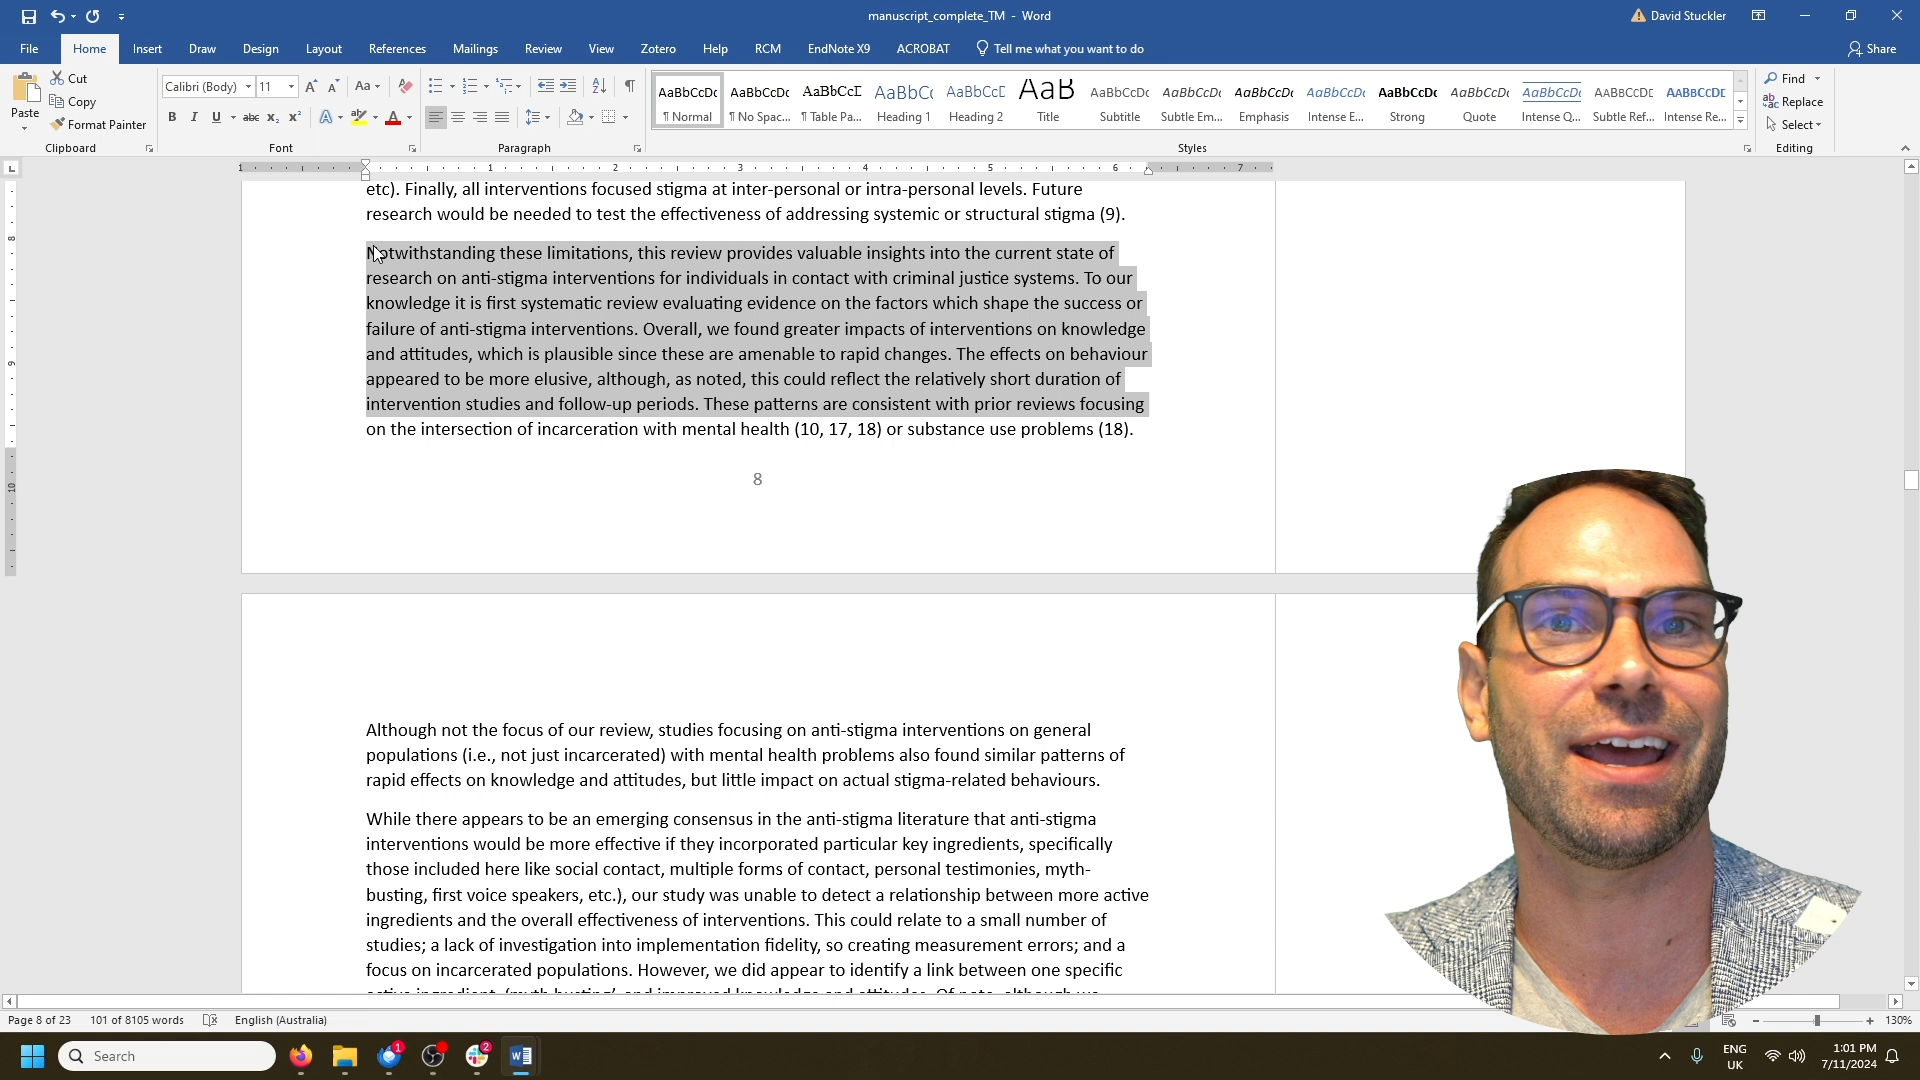 manuscript_complete_TM - Word
David Stuckler
File Home Insert Draw Design Layout References Mailings Review View Zotero Help RCM EndNote X9 ACROBAT Tell me what you want to do Share
Paste
Cut
Copy
Format Painter
Calibri (Body) 11
AaBbCcDc AaBbCcDc AaBbCcI AaBbC AaBbCcD AaB AaBbCcDc AaBbCcDc AaBbCcDc AaBbCcDc AaBbCcDc AaBbCcDc AaBbCcDc AABBCCDE AABBCCDE
¶ Normal ¶ No Spac... ¶ Table Pa... Heading 1 Heading 2 Title Subtitle Subtle Em... Emphasis Intense E... Strong Quote Intense Q... Subtle Ref... Intense Re...
Find
Replace
Select
Clipboard Font Paragraph Styles Editing
1 1 2 3 4 5 6 7
etc). Finally, all interventions focused stigma at inter-personal or intra-personal levels. Future
research would be needed to test the effectiveness of addressing systemic or structural stigma (9).
Notwithstanding these limitations, this review provides valuable insights into the current state of
research on anti-stigma interventions for individuals in contact with criminal justice systems. To our
knowledge it is first systematic review evaluating evidence on the factors which shape the success or
failure of anti-stigma interventions. Overall, we found greater impacts of interventions on knowledge
and attitudes, which is plausible since these are amenable to rapid changes. The effects on behaviour
appeared to be more elusive, although, as noted, this could reflect the relatively short duration of
intervention studies and follow-up periods. These patterns are consistent with prior reviews focusing
on the intersection of incarceration with mental health (10, 17, 18) or substance use problems (18).
8
Although not the focus of our review, studies focusing on anti-stigma interventions on general
populations (i.e., not just incarcerated) with mental health problems also found similar patterns of
rapid effects on knowledge and attitudes, but little impact on actual stigma-related behaviours.
While there appears to be an emerging consensus in the anti-stigma literature that anti-stigma
interventions would be more effective if they incorporated particular key ingredients, specifically
those included here like social contact, multiple forms of contact, personal testimonies, myth-
busting, first voice speakers, etc.), our study was unable to detect a relationship between more active
ingredients and the overall effectiveness of interventions. This could relate to a small number of
studies; a lack of investigation into implementation fidelity, so creating measurement errors; and a
focus on incarcerated populations. However, we did appear to identify a link between one specific
Page 8 of 23 101 of 8105 words English (Australia) 130%
Search
ENG
UK
1:01 PM
7/11/2024